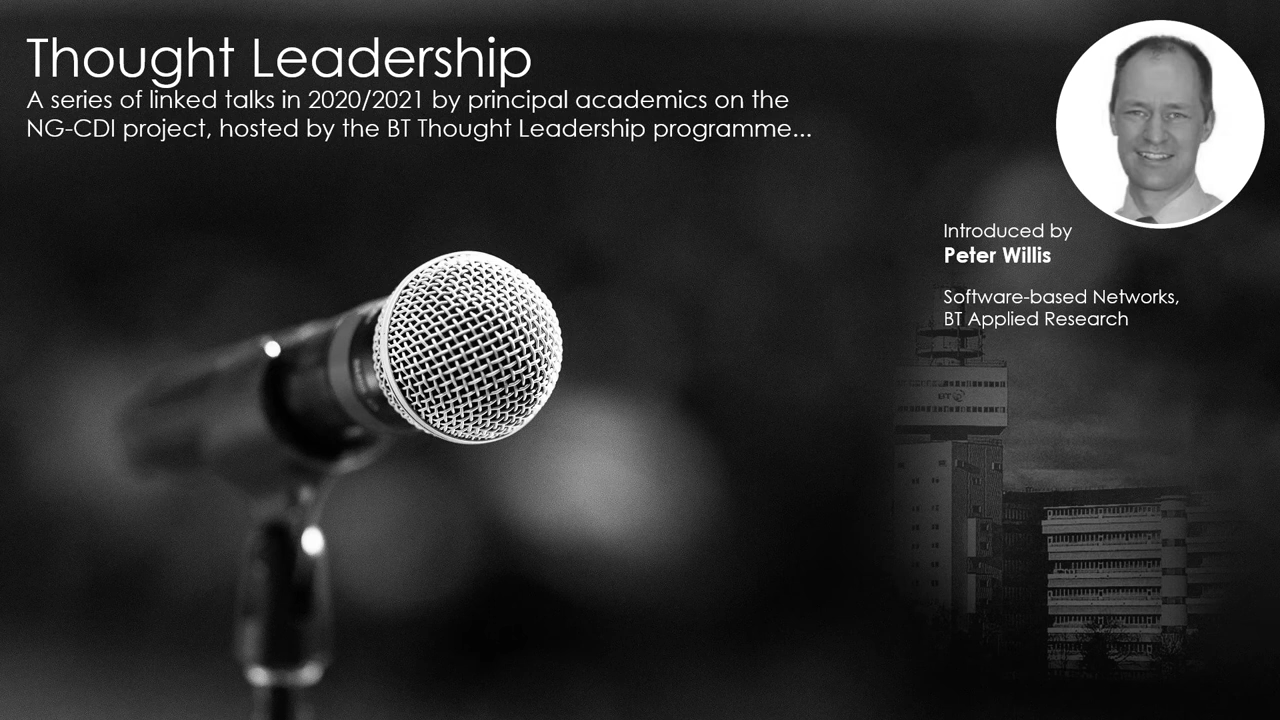 Thought Leadership
A series of linked talks in 2020/2021 by principal academics on the
NG-CDI project, hosted by the BT Thought Leadership programme...
Introduced by
Peter Willis
Software-based Networks,
BT Applied Research
BT